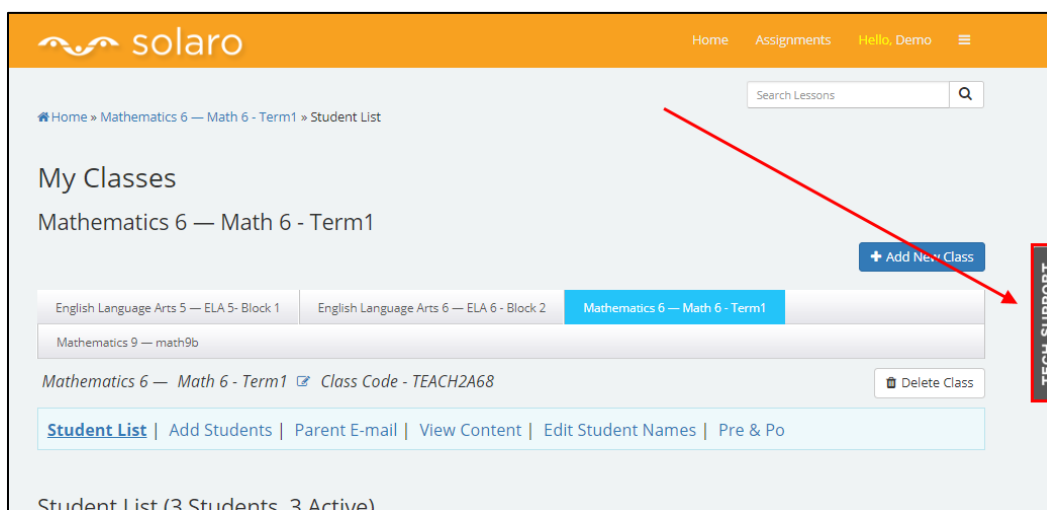 solaro
Home Assignments Hello, Demo
Search Lessons
Home » Mathematics 6 — Math 6 - Term1 » Student List
My Classes
Mathematics 6 — Math 6 - Term1
+ Add New Class
English Language Arts 5 — ELA 5- Block 1 English Language Arts 6 — ELA 6 - Block 2 Mathematics 6 — Math 6 - Term1
Mathematics 9 — math9b
Mathematics 6 — Math 6 - Term1 Class Code - TEACH2A68 Delete Class
Student List | Add Students | Parent E-mail | View Content | Edit Student Names | Pre & Po
Student List (3 Students, 3 Active)
TECH SUPPORT